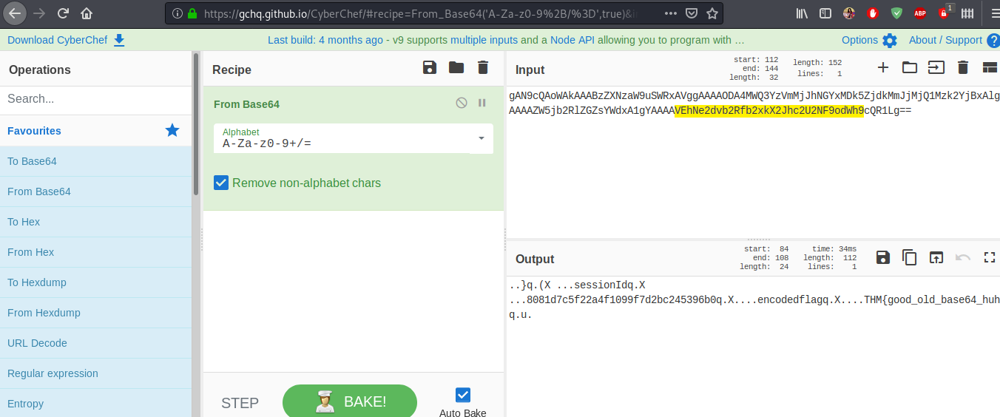 https://gchq.github.io/CyberChef/#recipe=From_Base64('A-Za-z0-9%2B/%3D',true)&i
ABP
1
Download CyberChef
Last build: 4 months ago - v9 supports multiple inputs and a Node API allowing you to program with …
Options
About / Support
Operations
Search...
Favourites
To Base64
From Base64
To Hex
From Hex
To Hexdump
From Hexdump
URL Decode
Regular expression
Entropy
Recipe
From Base64
Alphabet
A-Za-z0-9+/=
Remove non-alphabet chars
STEP
BAKE!
Auto Bake
Input
start: 112
end: 144
length: 32
length: 152
lines: 1
gAN9cQAoWAkAAABzZXNzaW9uSWRxAVggAAAAODA4MWQ3YzVmMjJhNGYxMDk5ZjdkMmJjMjQ1Mzk2YjBxAlg
AAAAZW5jb2RlZGZsYWdxA1gYAAAAVEhNe2dvb2Rfb2xkX2Jhc2U2NF9odWh9cQR1Lg==
Output
start: 84
end: 108
length: 24
time: 34ms
length: 112
lines: 1
..}q.(X ...sessionIdq.X
...8081d7c5f22a4f1099f7d2bc245396b0q.X....encodedflagq.X....THM{good_old_base64_huh
q.u.